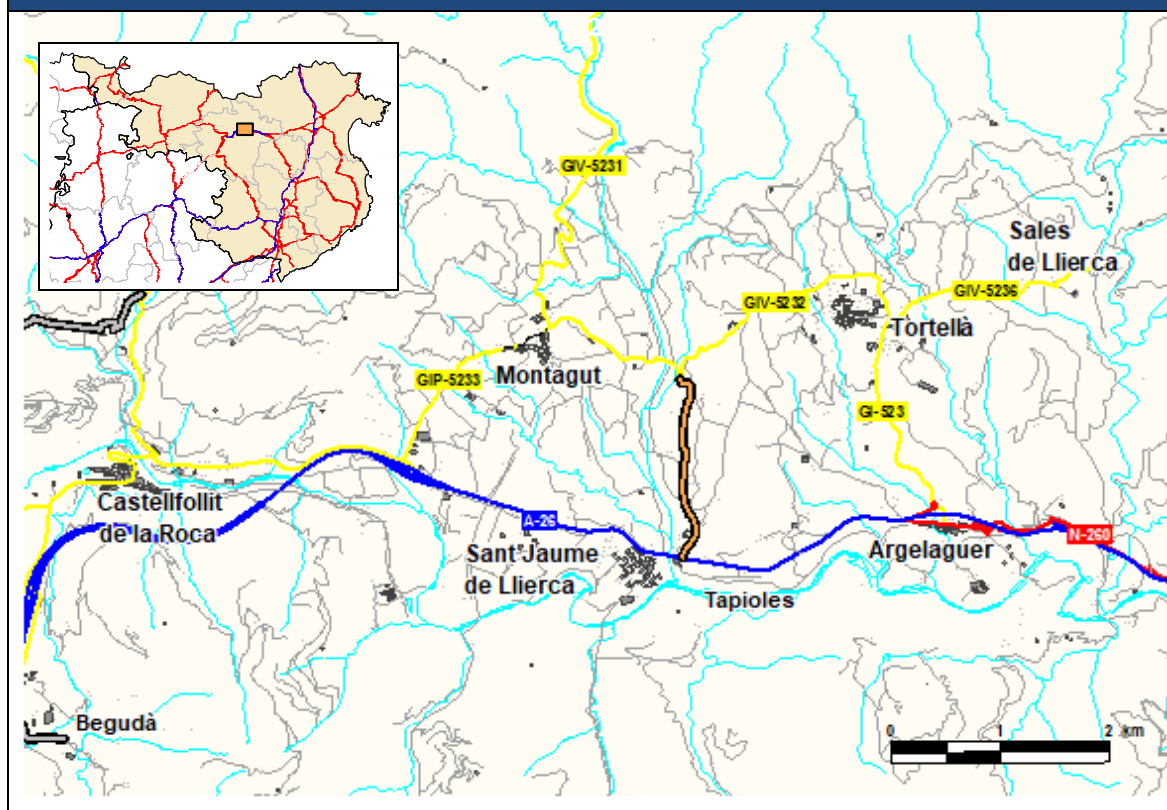 GIV-5231
Sales
de Llierca
GIV-5236
GIV-5232
Tortellà
Montagut
GIP-5233
GI-523
Castellfollit
de la Roca
A-26
Sant Jaume
de Llierca
Argelaguer
N-260
Tapioles
Begudà
0 1 2 km